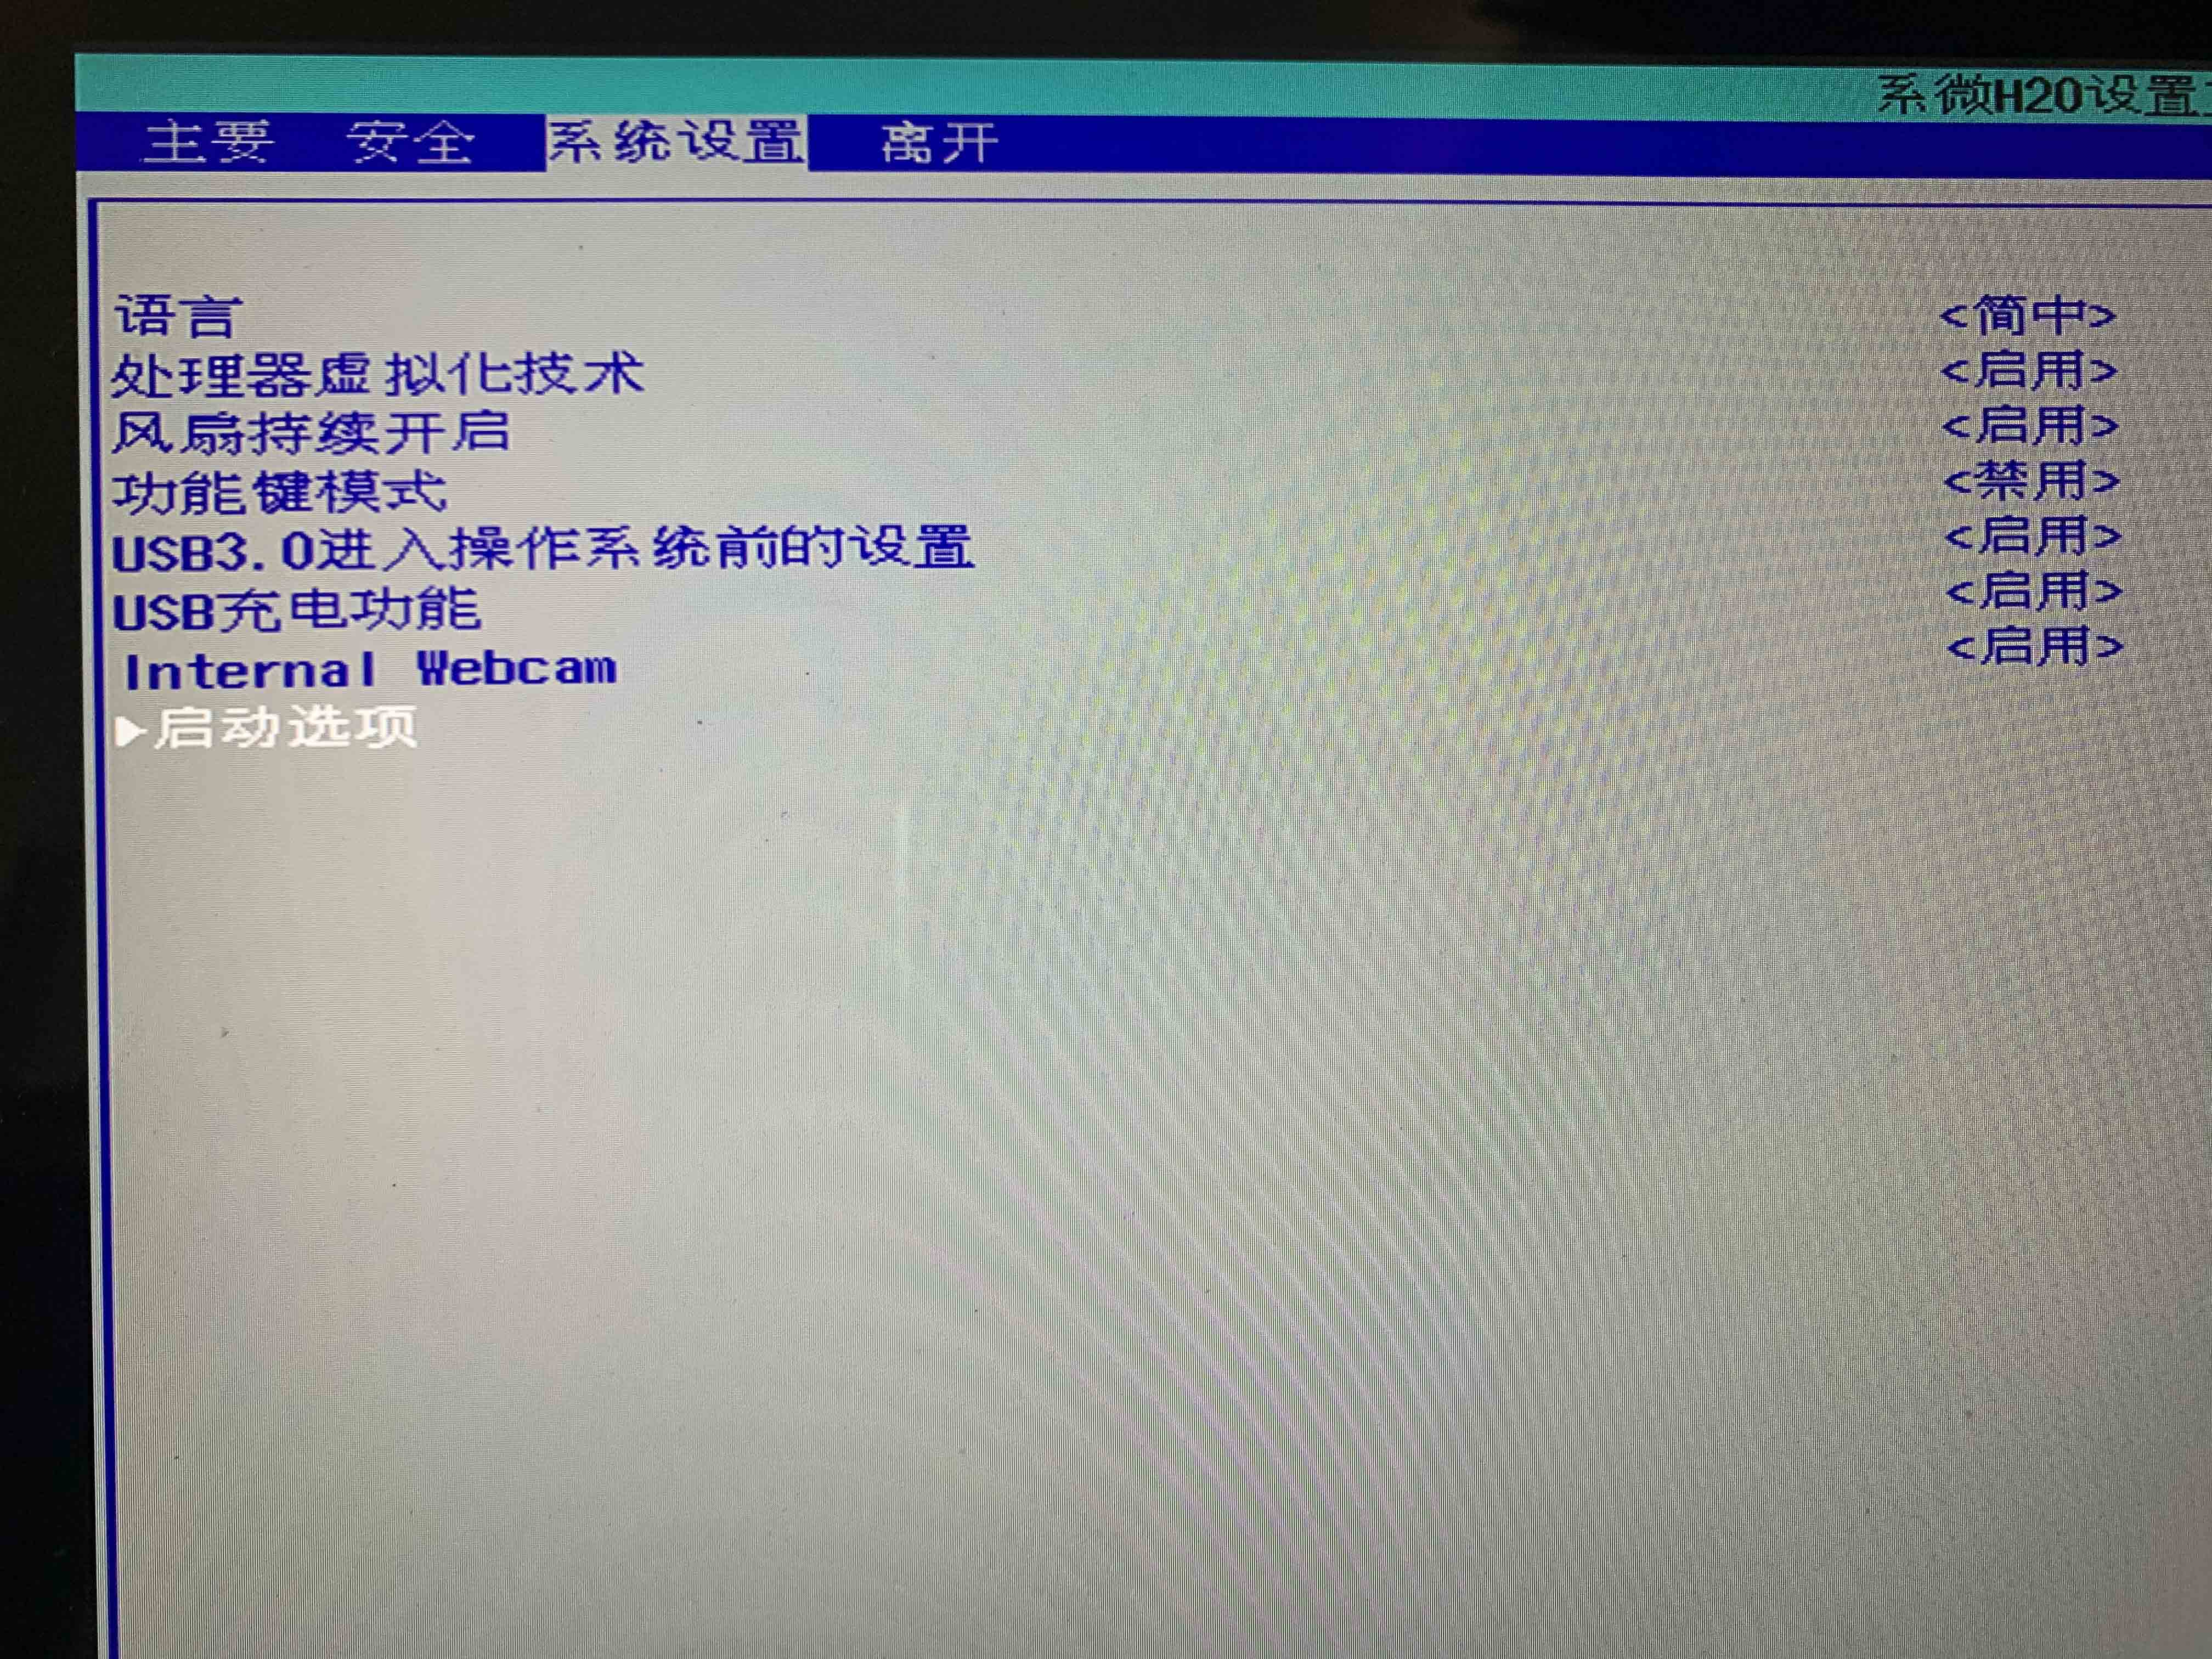 系微H2O设置
主要 安全 系统设置 离开
语言 <简中>
处理器虚拟化技术 <启用>
风扇持续开启 <启用>
功能键模式 <禁用>
USB3.0进入操作系统前的设置 <启用>
USB充电功能 <启用>
Internal Webcam <启用>
▶启动选项